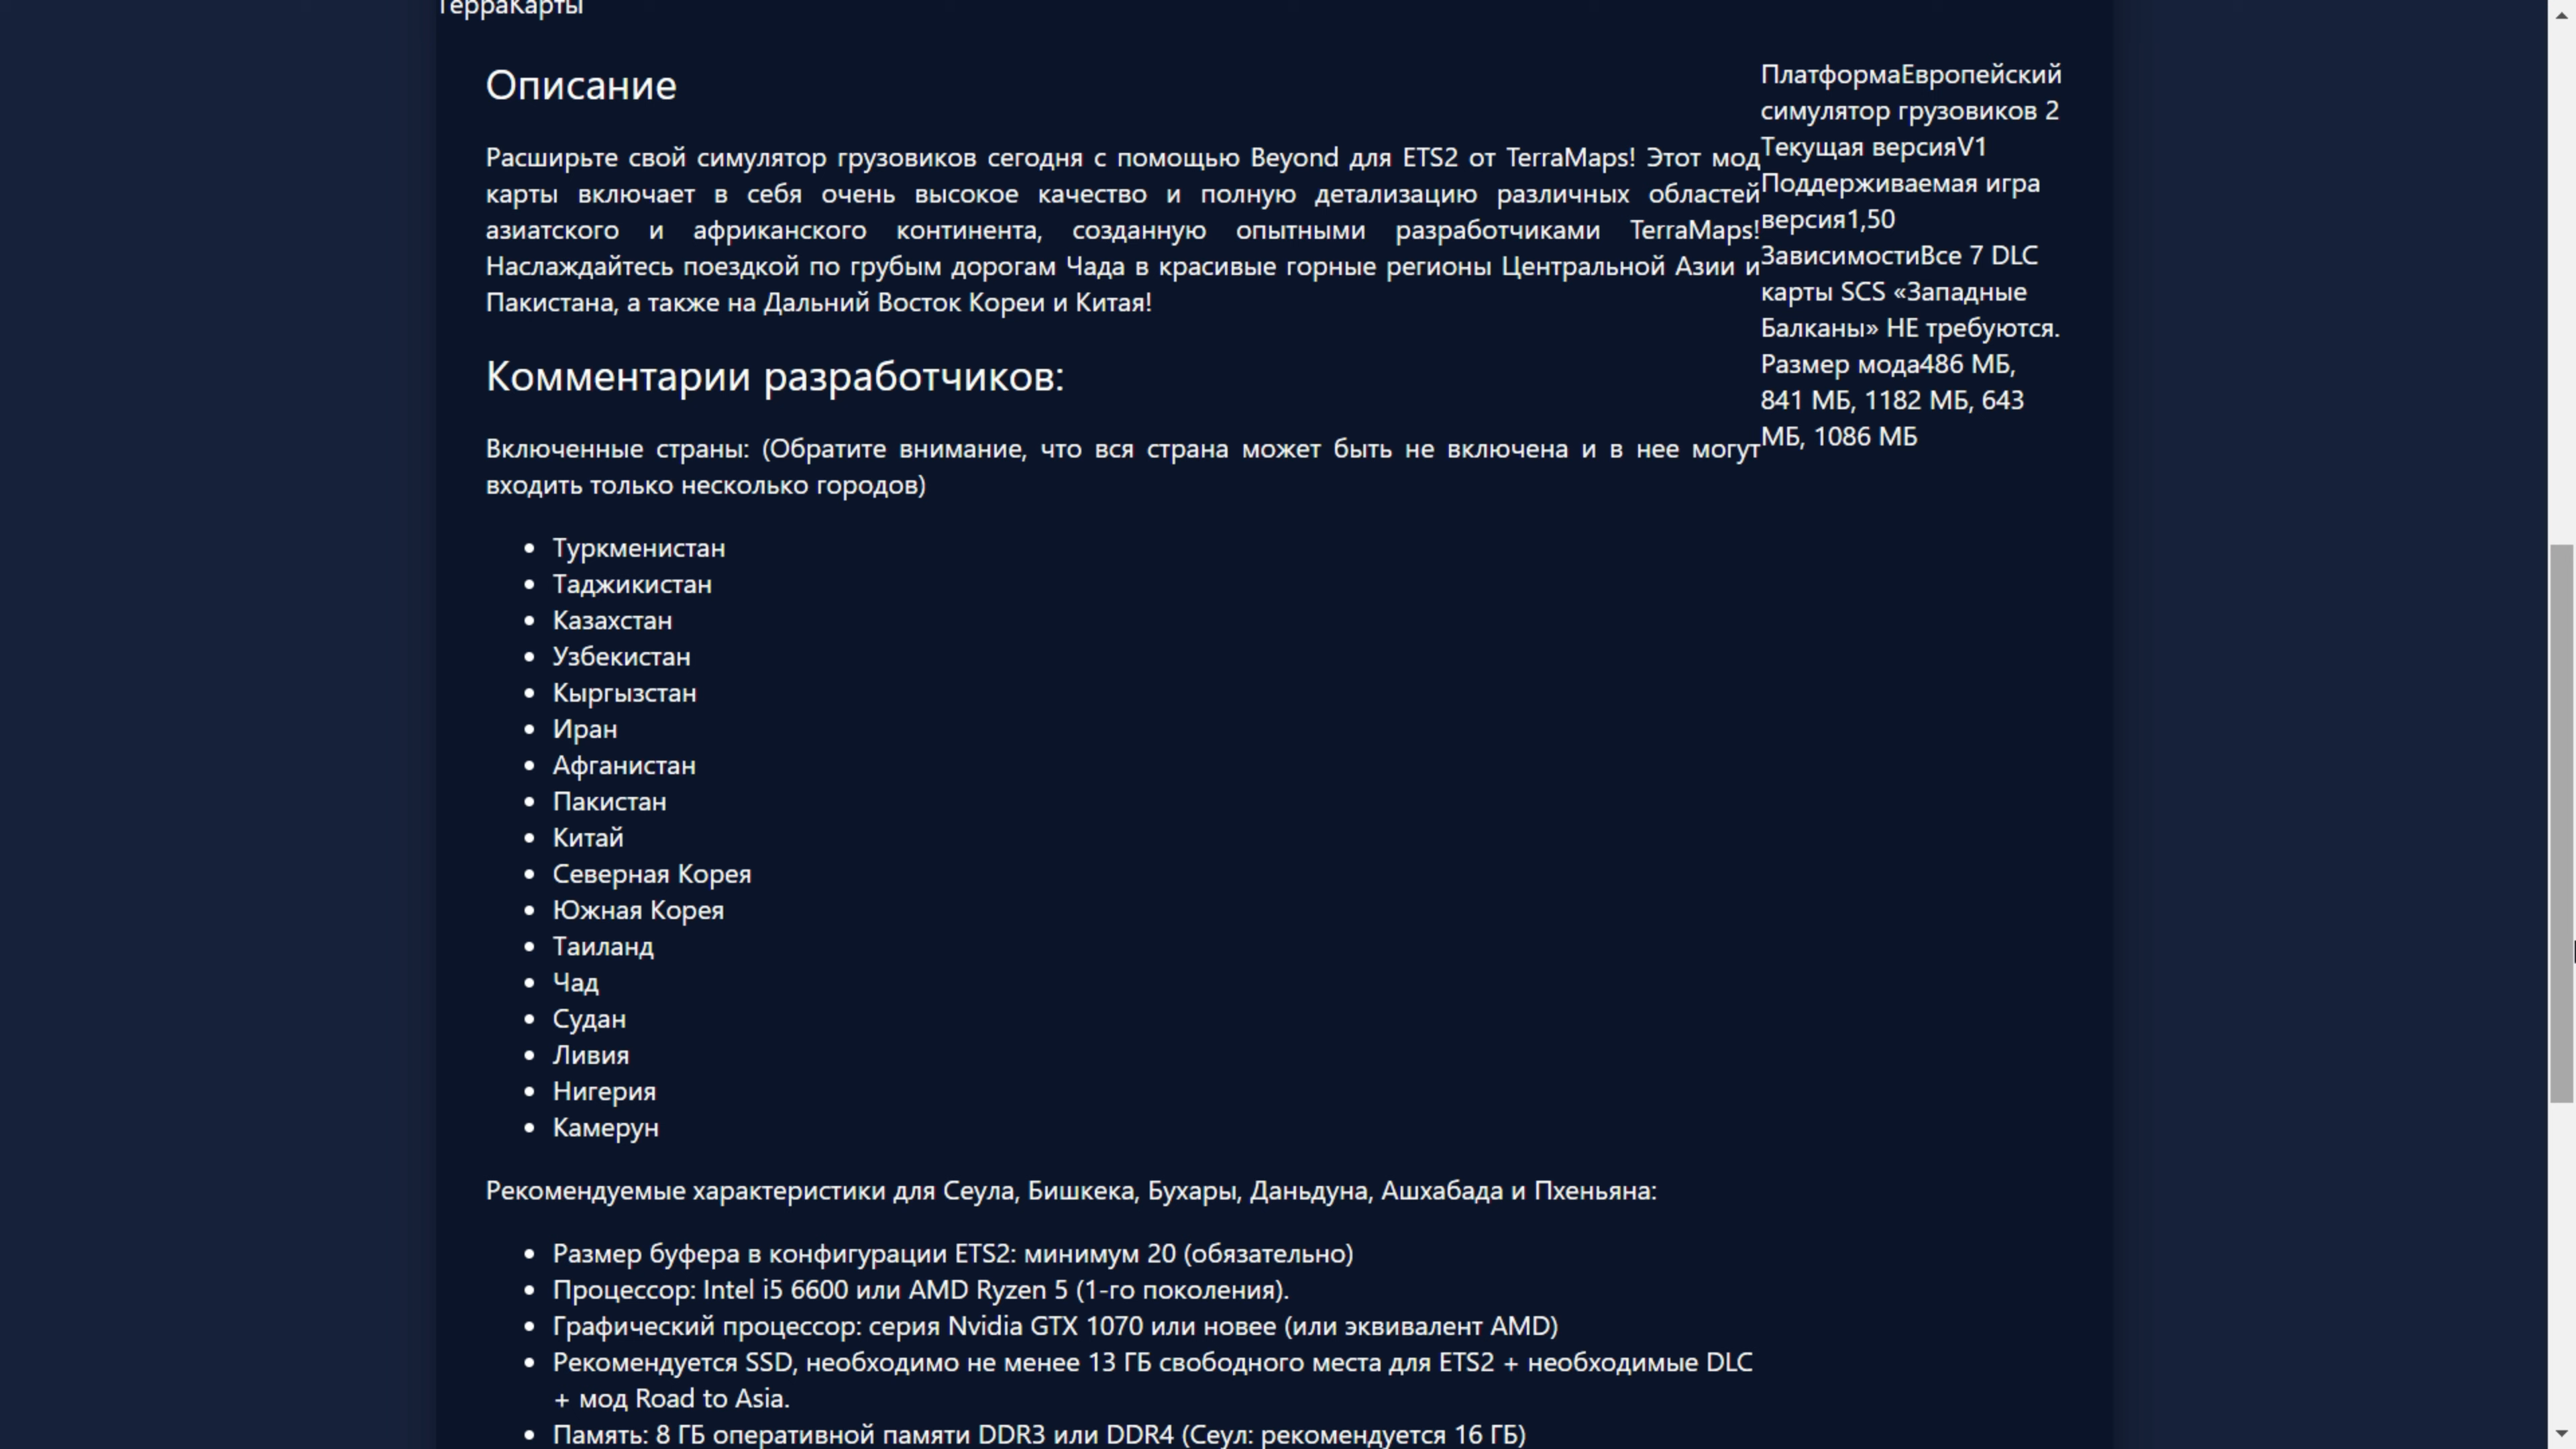 ТерраКарты
Описание
Расширьте свой симулятор грузовиков сегодня с помощью Beyond для ETS2 от TerraMaps! Этот мод
карты включает в себя очень высокое качество и полную детализацию различных областей
азиатского и африканского континента, созданную опытными разработчиками TerraMaps!
Наслаждайтесь поездкой по грубым дорогам Чада в красивые горные регионы Центральной Азии и
Пакистана, а также на Дальний Восток Кореи и Китая!
Комментарии разработчиков:
Включенные страны: (Обратите внимание, что вся страна может быть не включена и в нее могут
входить только несколько городов)
• Туркменистан
• Таджикистан
• Казахстан
• Узбекистан
• Кыргызстан
• Иран
• Афганистан
• Пакистан
• Китай
• Северная Корея
• Южная Корея
• Таиланд
• Чад
• Судан
• Ливия
• Нигерия
• Камерун
Рекомендуемые характеристики для Сеула, Бишкека, Бухары, Даньдуна, Ашхабада и Пхеньяна:
• Размер буфера в конфигурации ETS2: минимум 20 (обязательно)
• Процессор: Intel i5 6600 или AMD Ryzen 5 (1-го поколения).
• Графический процессор: серия Nvidia GTX 1070 или новее (или эквивалент AMD)
• Рекомендуется SSD, необходимо не менее 13 ГБ свободного места для ETS2 + необходимые DLC
+ мод Road to Asia.
• Память: 8 ГБ оперативной памяти DDR3 или DDR4 (Сеул: рекомендуется 16 ГБ)
ПлатформаЕвропейский
симулятор грузовиков 2
Текущая версияV1
Поддерживаемая игра
версия1,50
ЗависимостиВсе 7 DLC
карты SCS «Западные
Балканы» НЕ требуются.
Размер мода486 МБ,
841 МБ, 1182 МБ, 643
МБ, 1086 МБ